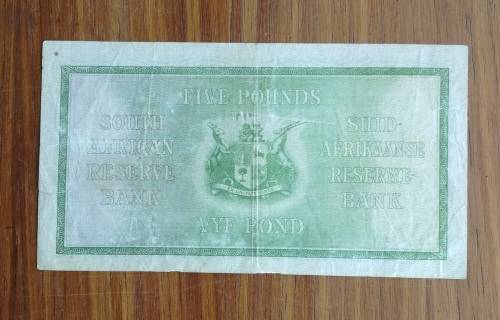 FIVE POUNDS
SOUTH
AFRICAN
RESERVE
BANK
SUID-
AFRIKAANSE
RESERWE-
BANK
VYF POND